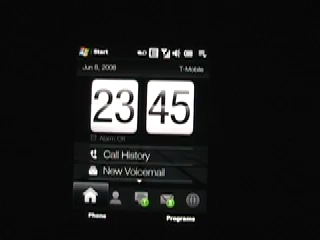 Start
Jun 8, 2008 T-Mobile
23 45
Alarm Off
Call History
New Voicemail
Phone Programs